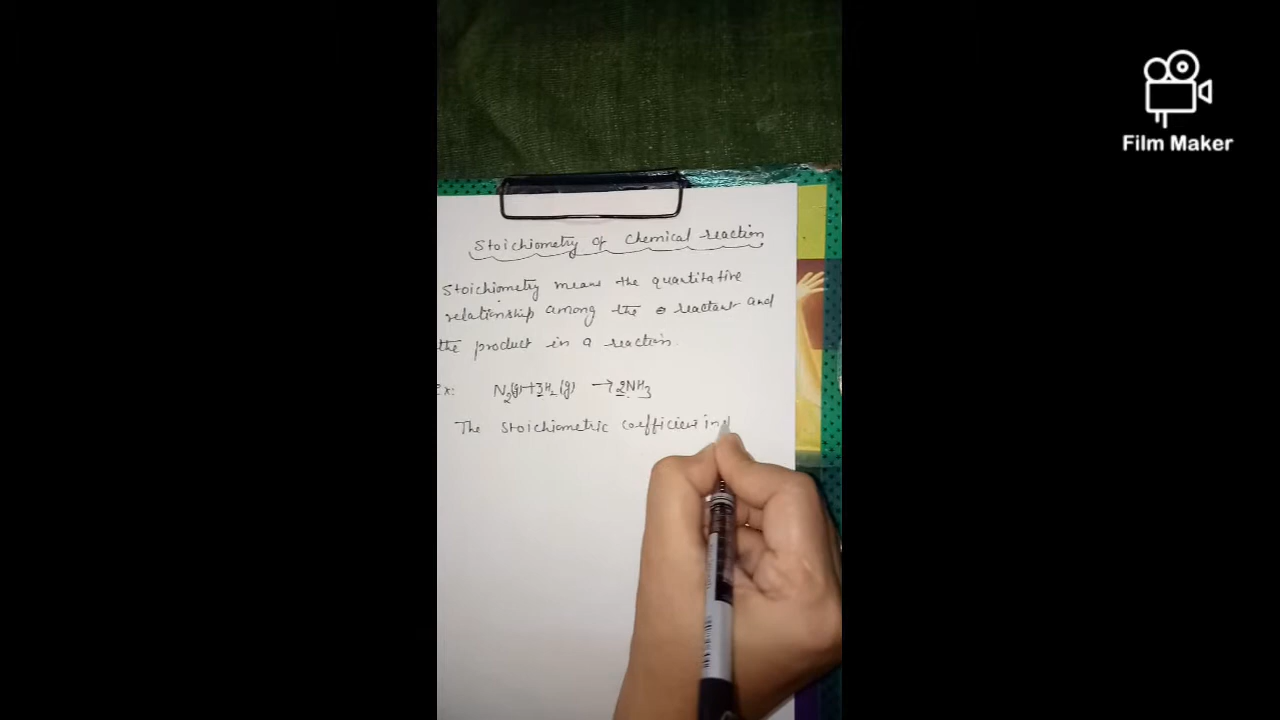 Film Maker
Stoichiometry of Chemical reaction
Stoichiometry means the quantitative
relationship among the reactant and
the product in a reaction.
Ex: N₂(g)+3H₂(g) → 2NH₃
The Stoichiometric coefficient ind